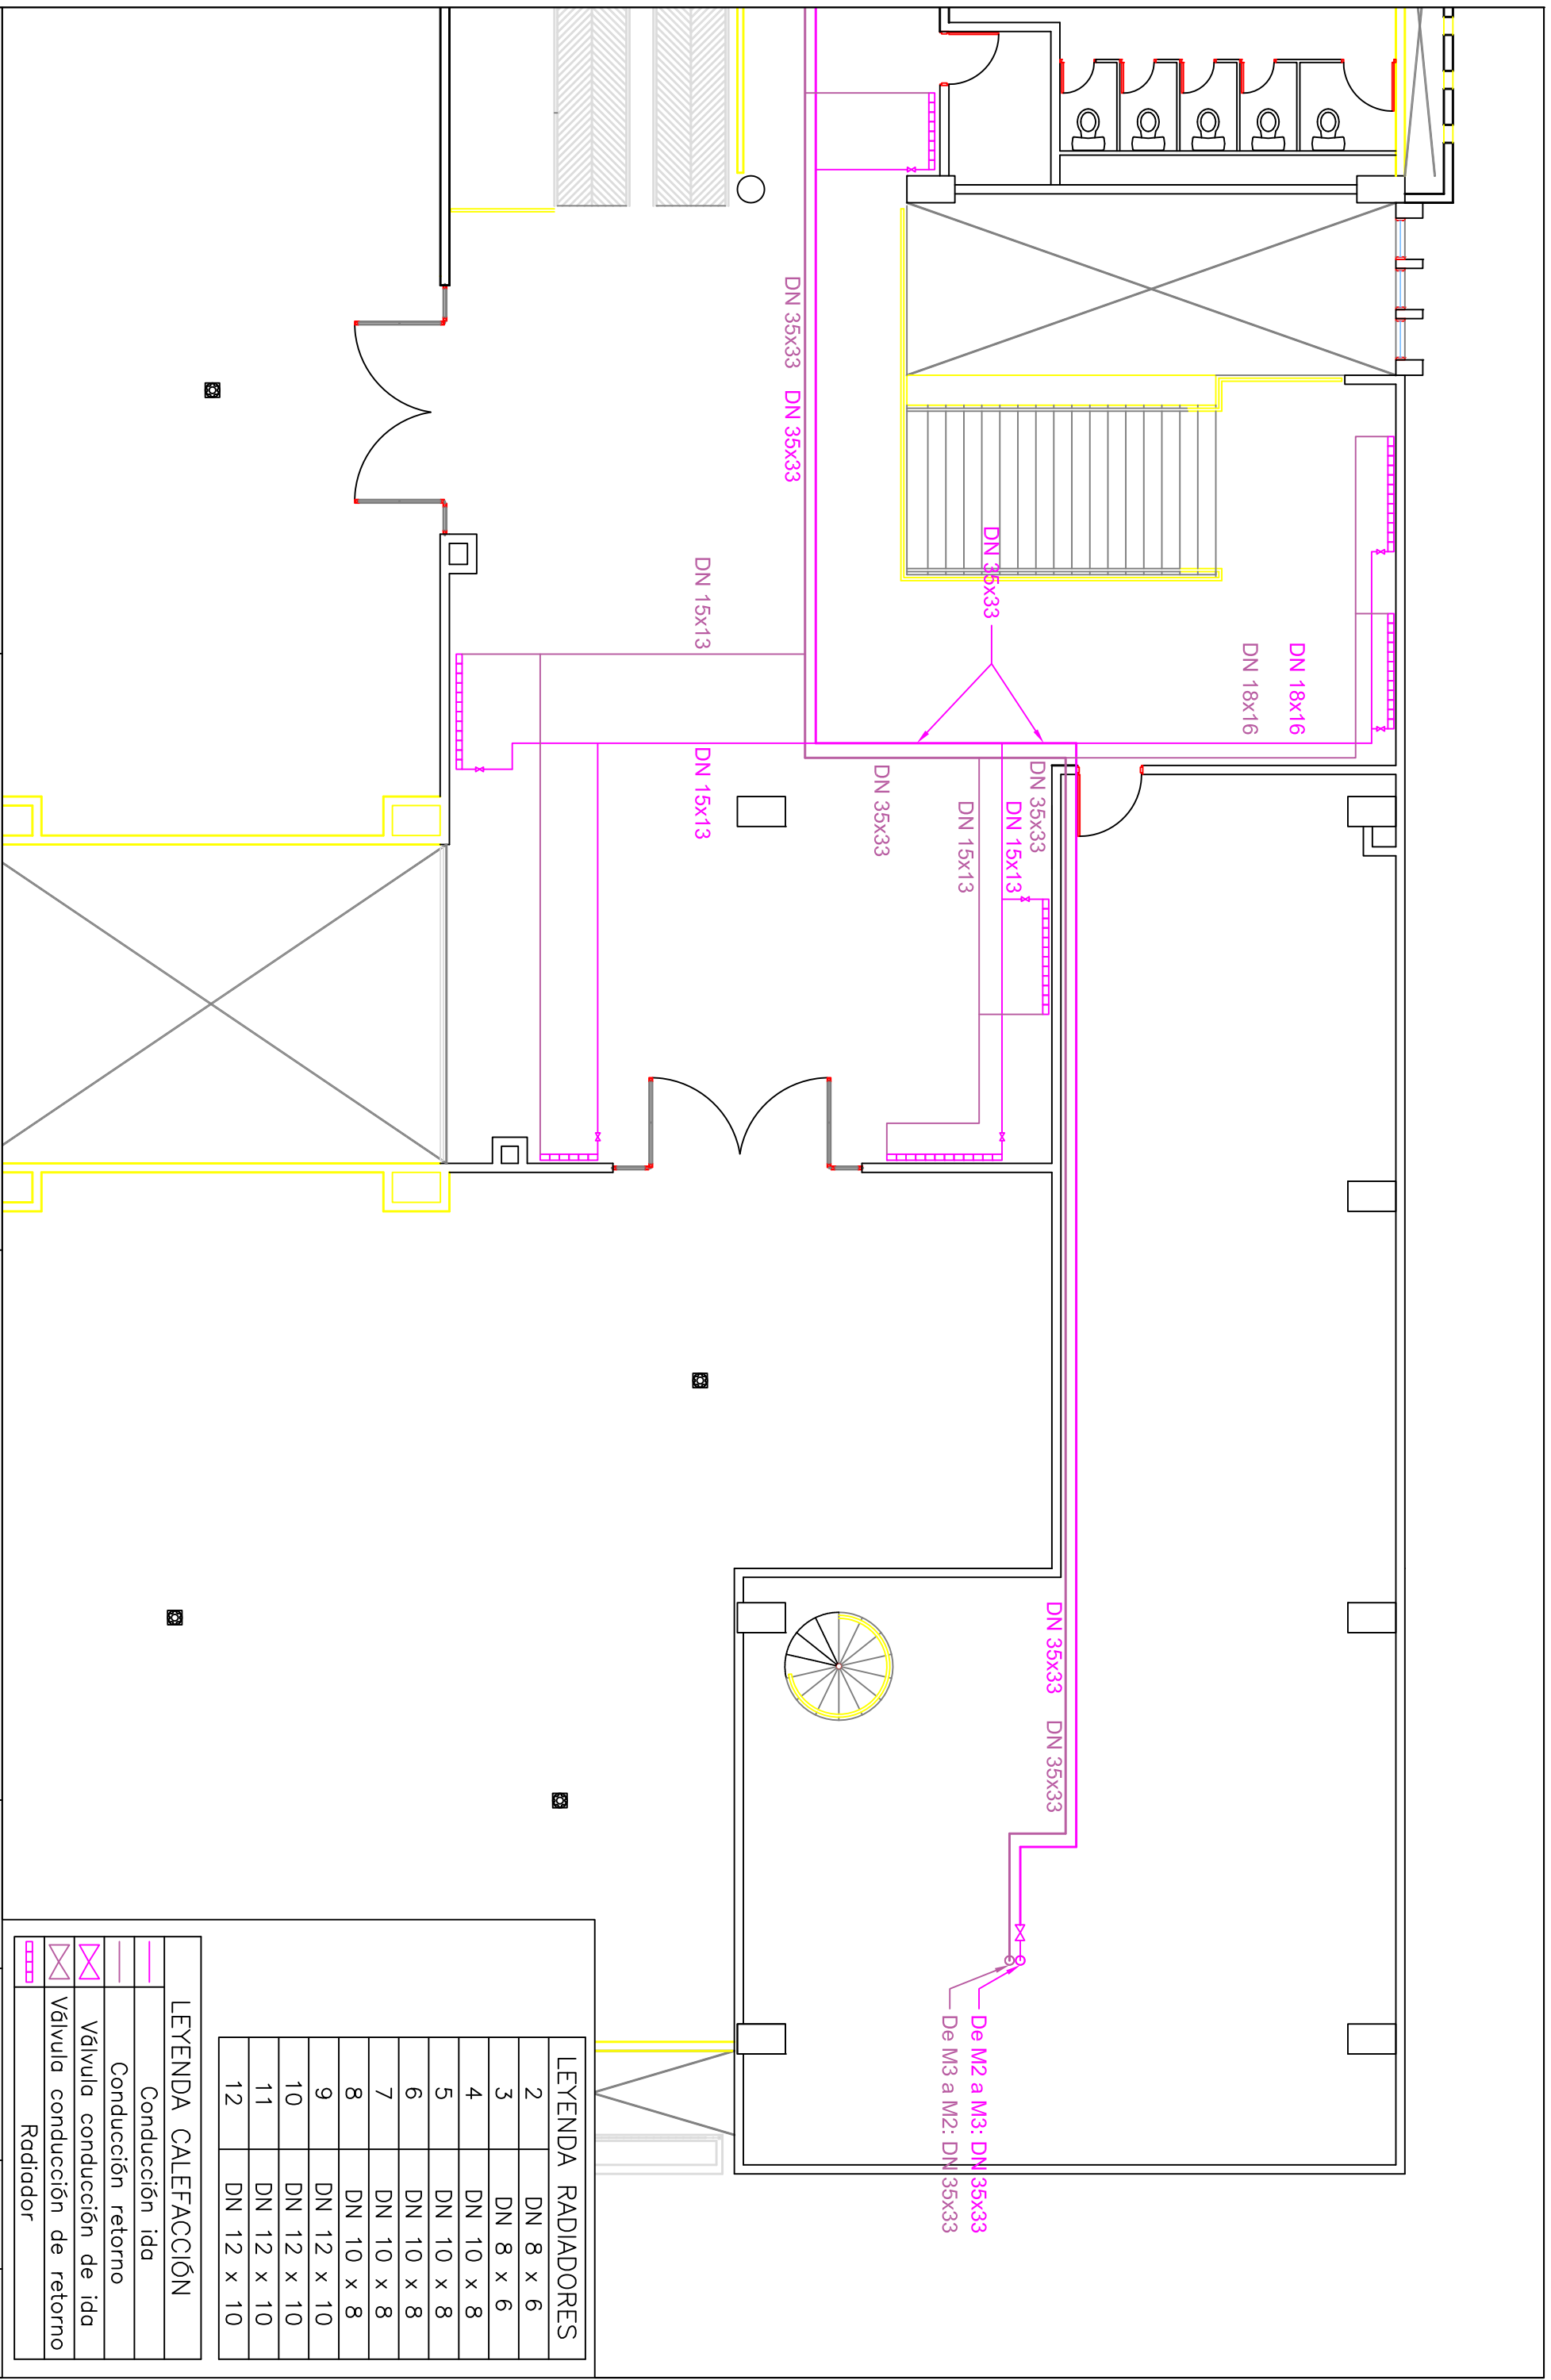 DN 35x33 DN 35x33
DN 35x33
DN 18x16
DN 18x16
DN 15x13
DN 15x13
DN 35x33
DN 35x33
DN 15x13
DN 15x13
DN 35x33 DN 35x33
De M2 a M3: DN 35x33
De M3 a M2: DN 35x33
LEYENDA RADIADORES
2 DN 8 x 6
3 DN 8 x 6
4 DN 10 x 8
5 DN 10 x 8
6 DN 10 x 8
7 DN 10 x 8
8 DN 10 x 8
9 DN 12 x 10
10 DN 12 x 10
11 DN 12 x 10
12 DN 12 x 10
LEYENDA CALEFACCIÓN
Conducción ida
Conducción retorno
Válvula conducción de ida
Válvula conducción de retorno
Radiador